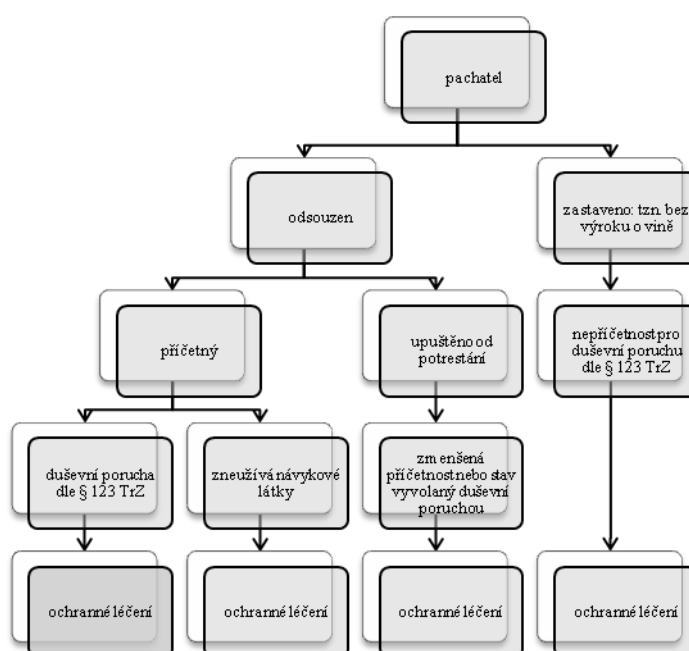 pachatel
odsouzen
zastaveno: tzn. bez
výroku o vině
příčetný
upuštěno od
potrestání
nepříčetnost pro
duševní poruchu
dle § 123 TrZ
duševní porucha
dle § 123 TrZ
zneužívá návykové
látky
zmenšená
příčetnost nebo stav
vyvolaný duševní
poruchou
ochranné léčení
ochranné léčení
ochranné léčení
ochranné léčení